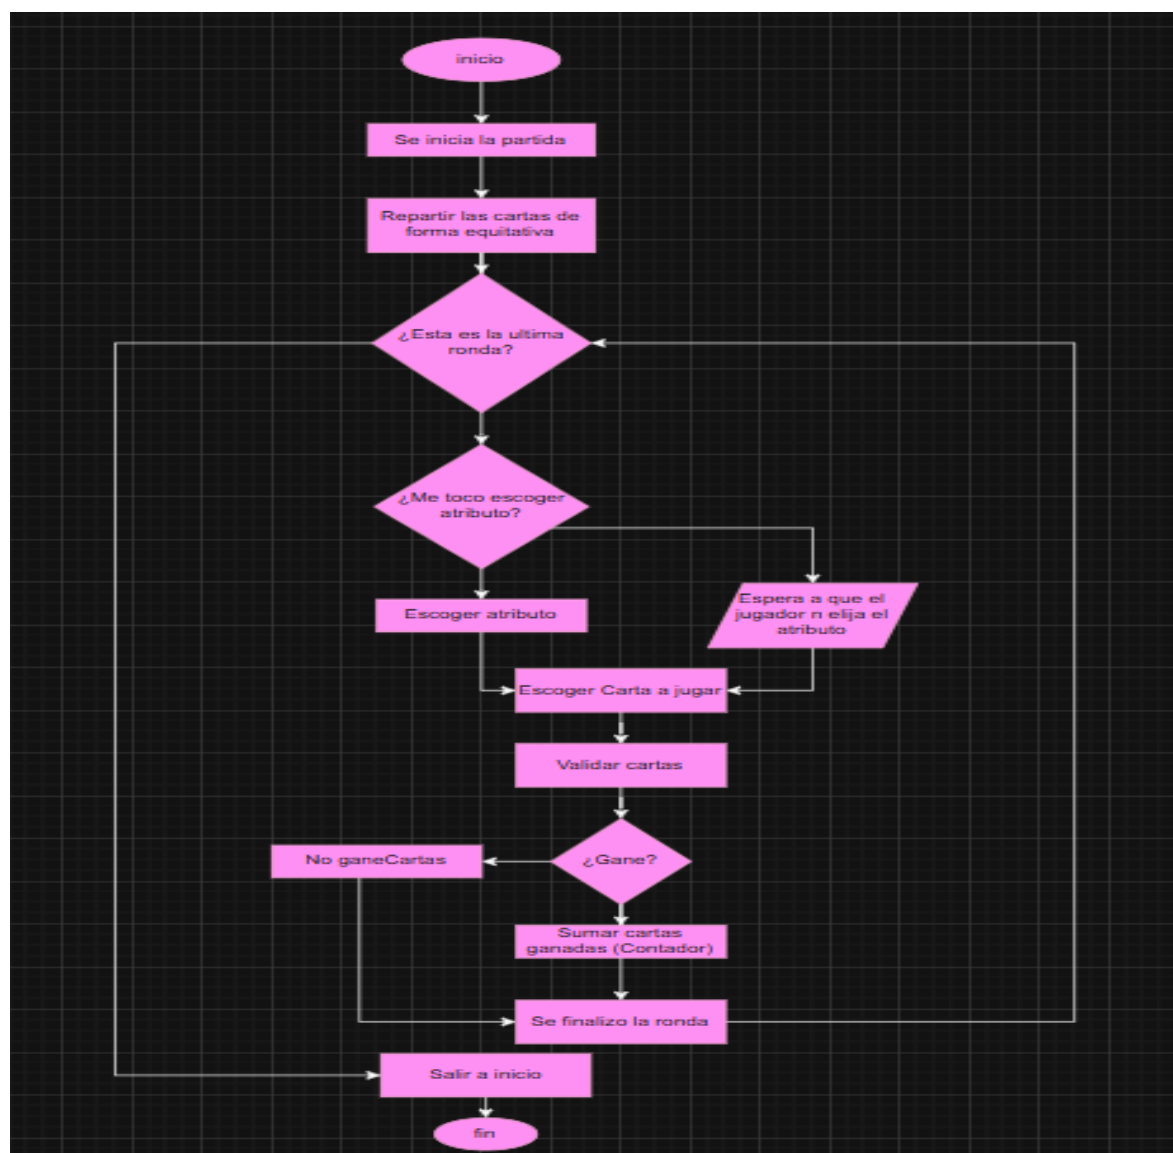 inicio
Se inicia la partida
Repartir las cartas de
forma equitativa
¿Esta es la ultima
ronda?
¿Me toco escoger
atributo?
Escoger atributo
Espera a que el
jugador n elija el
atributo
Escoger Carta a jugar
Validar cartas
¿Gane?
No ganeCartas
Sumar cartas
ganadas (Contador)
Se finalizo la ronda
Salir a inicio
fin